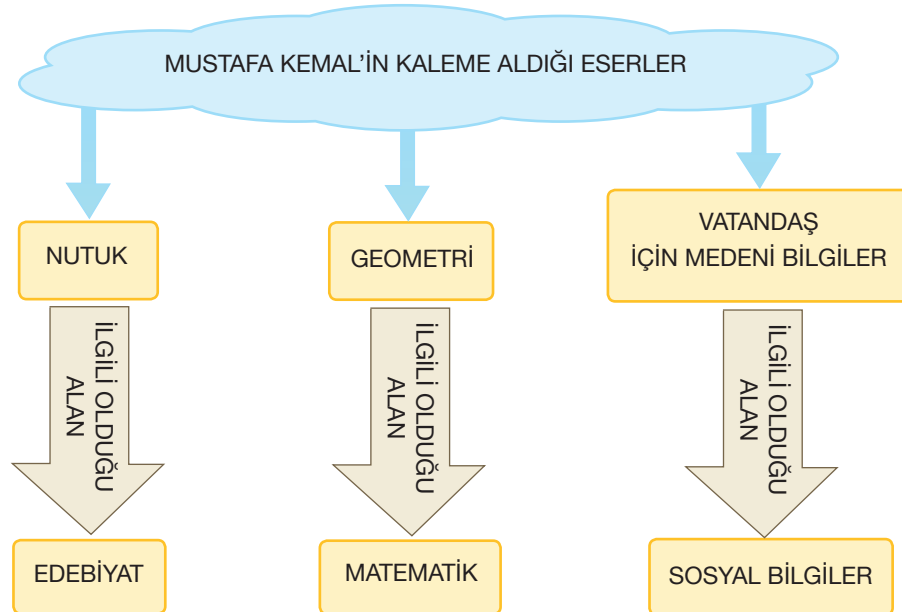 MUSTAFA KEMAL'İN KALEME ALDIĞI ESERLER
NUTUK
GEOMETRİ
VATANDAŞ
İÇİN MEDENİ BİLGİLER
İLGİLİ OLDUĞU
ALAN
İLGİLİ OLDUĞU
ALAN
İLGİLİ OLDUĞU
ALAN
EDEBİYAT
MATEMATİK
SOSYAL BİLGİLER